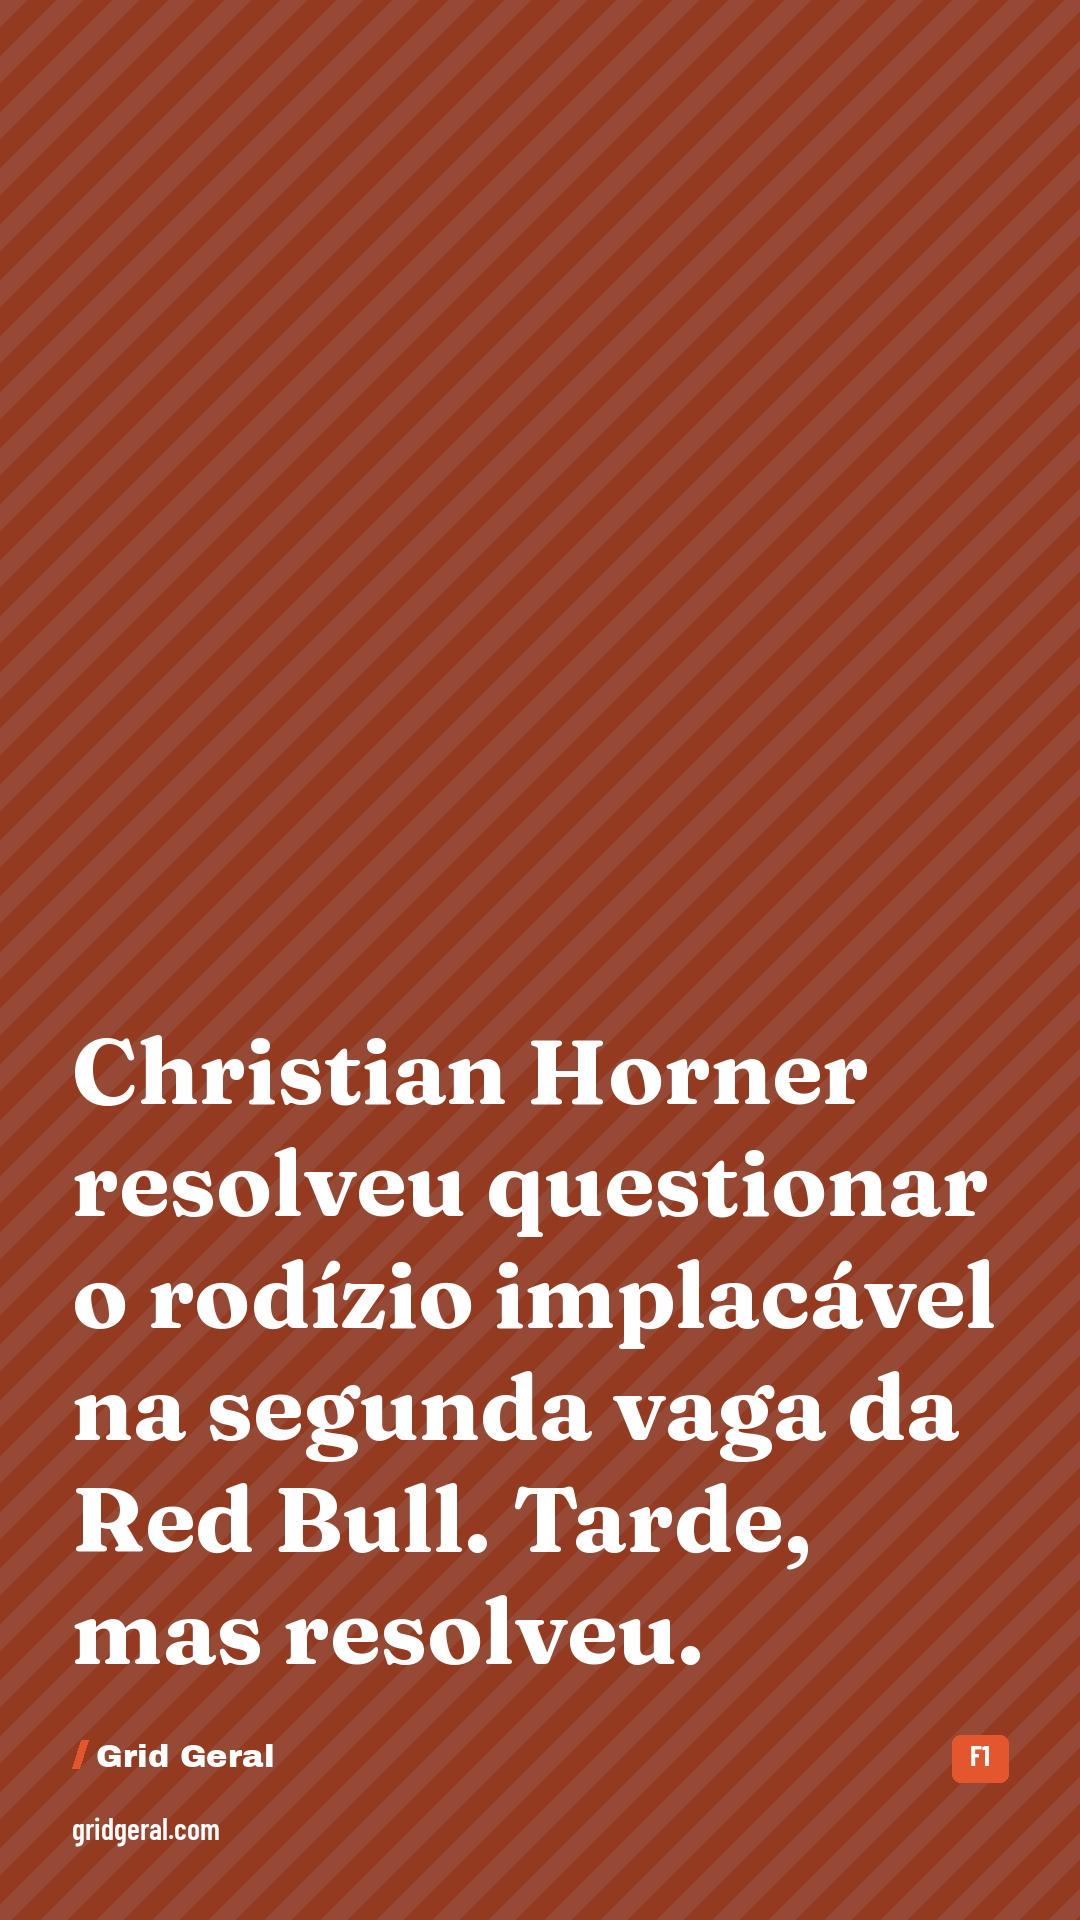 Christian Horner
resolveu questionar
o rodízio implacável
na segunda vaga da
Red Bull. Tarde,
mas resolveu.
Grid Geral
F1
gridgeral.com